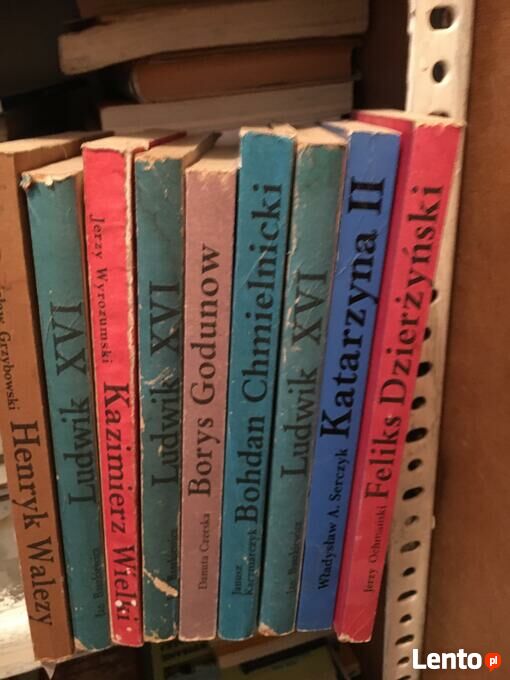 Grzybowski
Henryk Walezy
Ludwik XVI
Jerzy Wyrozumski
Kazimierz Wielki
Ludwik XVI
Danuta Czerska
Borys Godunow
Janusz
Kaczmarczyk
Bohdan Chmielnicki
Ludwik XVI
Władysław A. Serczyk
Katarzyna II
Jerzy Ochmański
Feliks Dzierżyński
Lento pl